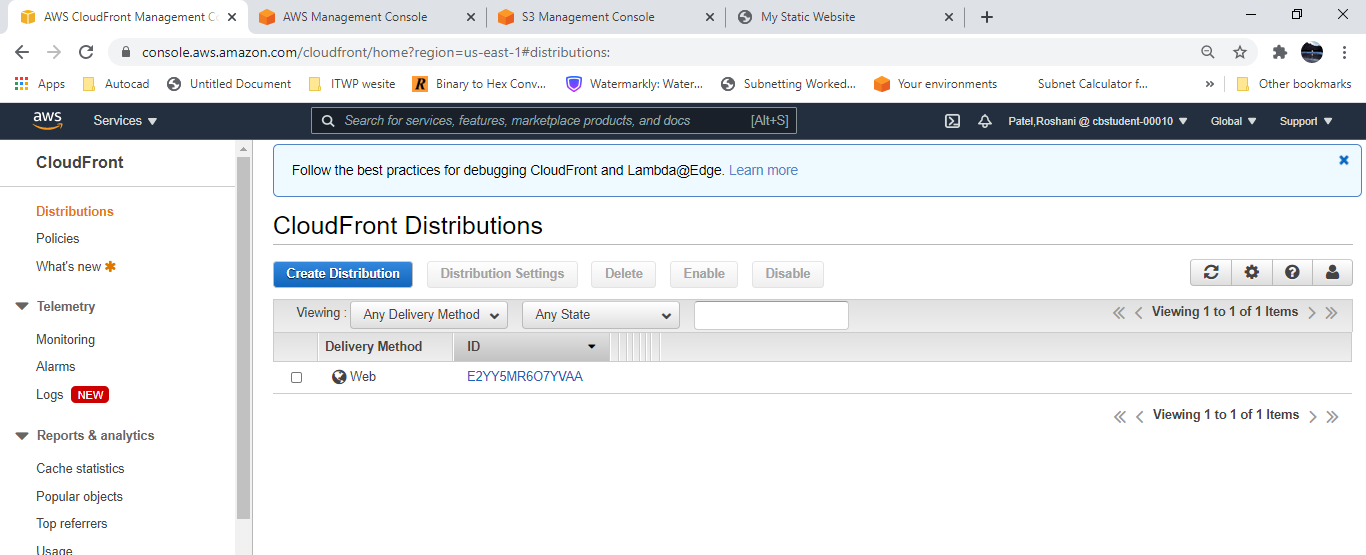 AWS CloudFront Management Co
AWS Management Console
S3 Management Console
My Static Website
console.aws.amazon.com/cloudfront/home?region=us-east-1#distributions:
Apps
Autocad
Untitled Document
ITWP wesite
Binary to Hex Conv...
Watermarkly: Water...
Subnetting Worked...
Your environments
Subnet Calculator f...
»
Other bookmarks
aws
Services
Search for services, features, marketplace products, and docs
[Alt+S]
Patel,Roshani @ cbstudent-00010
Global
Support
CloudFront
Distributions
Policies
What's new
Telemetry
Monitoring
Alarms
Logs NEW
Reports & analytics
Cache statistics
Popular objects
Top referrers
Usage
Follow the best practices for debugging CloudFront and Lambda@Edge. Learn more
CloudFront Distributions
Create Distribution
Distribution Settings
Delete
Enable
Disable
Viewing : Any Delivery Method
Any State
Viewing 1 to 1 of 1 Items
Delivery Method
ID
Web
E2YY5MR6O7YVAA
Viewing 1 to 1 of 1 Items